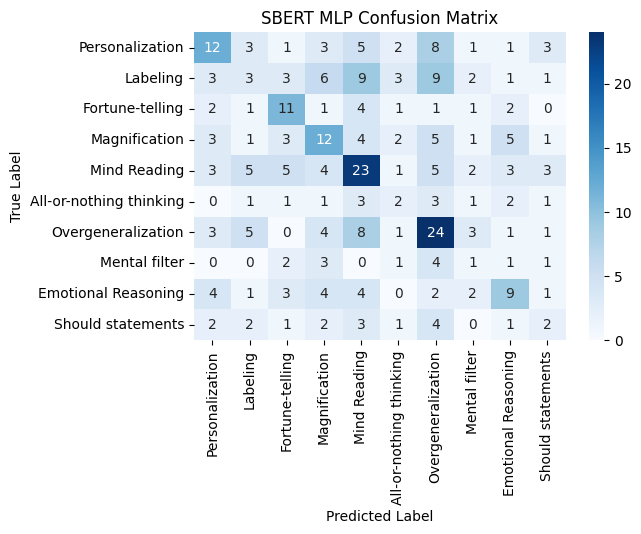 SBERT MLP Confusion Matrix
True Label
Personalization 12 3 1 3 5 2 8 1 1 3
Labeling 3 3 3 6 9 3 9 2 1 1
Fortune-telling 2 1 11 1 4 1 1 1 2 0
Magnification 3 1 3 12 4 2 5 1 5 1
Mind Reading 3 5 5 4 23 1 5 2 3 3
All-or-nothing thinking 0 1 1 1 3 2 3 1 2 1
Overgeneralization 3 5 0 4 8 1 24 3 1 1
Mental filter 0 0 2 3 0 1 4 1 1 1
Emotional Reasoning 4 1 3 4 4 0 2 2 9 1
Should statements 2 2 1 2 3 1 4 0 1 2
Personalization
Labeling
Fortune-telling
Magnification
Mind Reading
All-or-nothing thinking
Overgeneralization
Mental filter
Emotional Reasoning
Should statements
Predicted Label
20
15
10
5
0